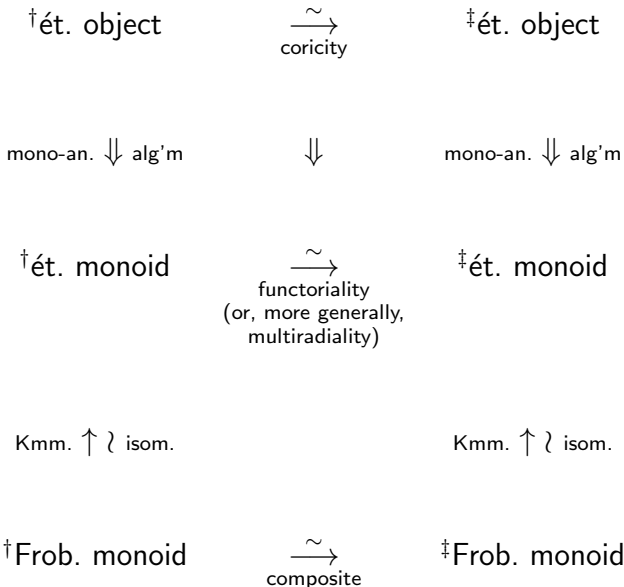 †ét. object ∼→ ‡ét. object
coricity
mono-an. ⇓ alg'm ⇓ mono-an. ⇓ alg'm
†ét. monoid ∼→ ‡ét. monoid
functoriality
(or, more generally,
multiradiality)
Kmm. ↑ ≀ isom. Kmm. ↑ ≀ isom.
†Frob. monoid ∼→ ‡Frob. monoid
composite